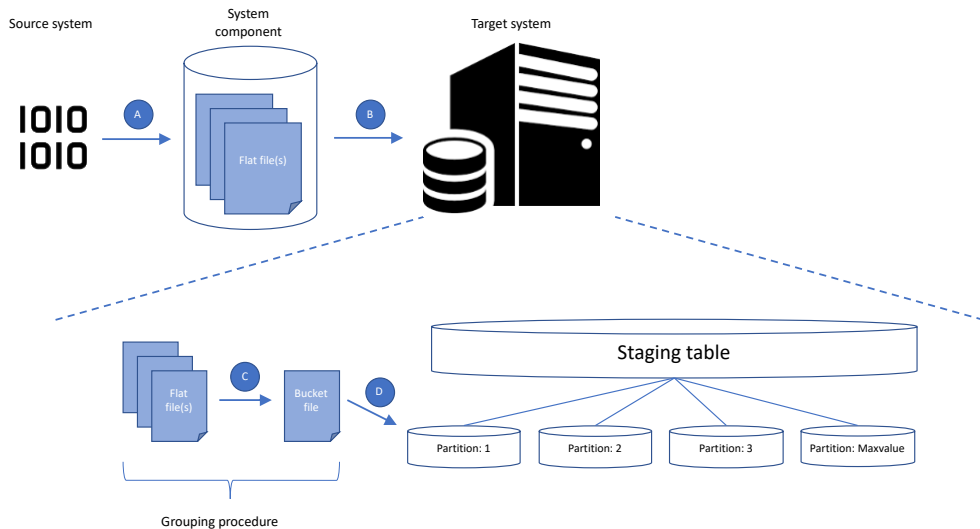 Source system
System
component
Target system
1010
1010
A
B
Flat file(s)
Staging table
C
D
Flat
file(s)
Bucket
file
Partition: 1
Partition: 2
Partition: 3
Partition: Maxvalue
Grouping procedure